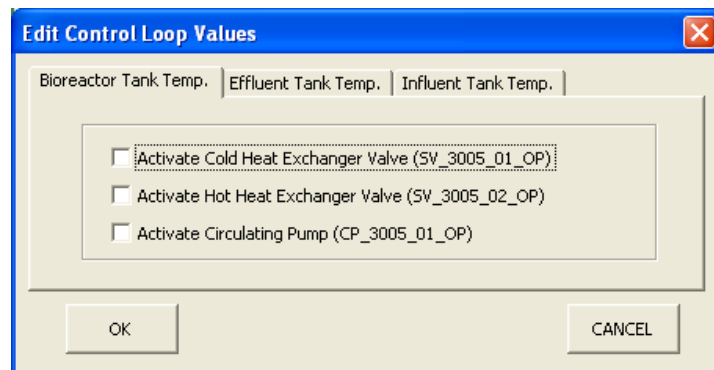 Edit Control Loop Values
Bioreactor Tank Temp. Effluent Tank Temp. Influent Tank Temp.
Activate Cold Heat Exchanger Valve (SV_3005_01_OP)
Activate Hot Heat Exchanger Valve (SV_3005_02_OP)
Activate Circulating Pump (CP_3005_01_OP)
OK CANCEL